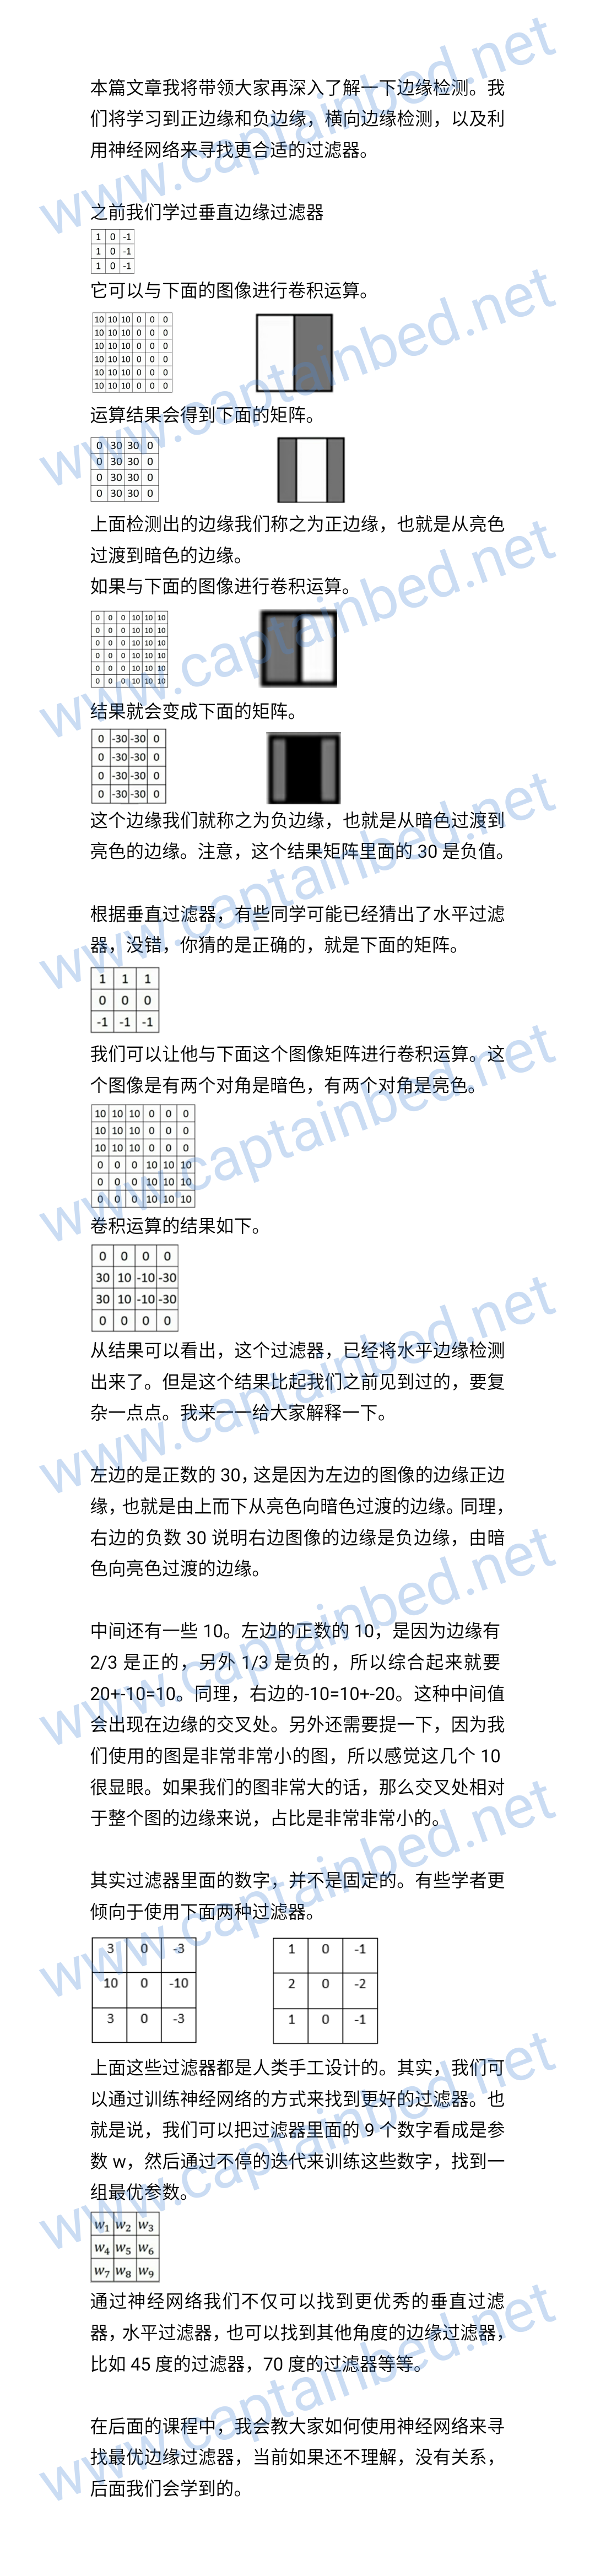 本篇文章我将带领大家再深入了解一下边缘检测。我
们将学习到正边缘和负边缘，横向边缘检测，以及利
用神经网络来寻找更合适的过滤器。
之前我们学过垂直边缘过滤器
1 0 -1
1 0 -1
1 0 -1
它可以与下面的图像进行卷积运算。
10 10 10 0 0 0
10 10 10 0 0 0
10 10 10 0 0 0
10 10 10 0 0 0
10 10 10 0 0 0
10 10 10 0 0 0
运算结果会得到下面的矩阵。
0 30 30 0
0 30 30 0
0 30 30 0
0 30 30 0
上面检测出的边缘我们称之为正边缘，也就是从亮色
过渡到暗色的边缘。
如果与下面的图像进行卷积运算。
0 0 0 10 10 10
0 0 0 10 10 10
0 0 0 10 10 10
0 0 0 10 10 10
0 0 0 10 10 10
0 0 0 10 10 10
结果就会变成下面的矩阵。
0 -30 -30 0
0 -30 -30 0
0 -30 -30 0
0 -30 -30 0
这个边缘我们就称之为负边缘，也就是从暗色过渡到
亮色的边缘。注意，这个结果矩阵里面的 30 是负值。
根据垂直过滤器，有些同学可能已经猜出了水平过滤
器，没错，你猜的是正确的，就是下面的矩阵。
1 1 1
0 0 0
-1 -1 -1
我们可以让他与下面这个图像矩阵进行卷积运算。这
个图像是有两个对角是暗色，有两个对角是亮色。
10 10 10 0 0 0
10 10 10 0 0 0
10 10 10 0 0 0
0 0 0 10 10 10
0 0 0 10 10 10
0 0 0 10 10 10
卷积运算的结果如下。
0 0 0 0
30 10 -10 -30
30 10 -10 -30
0 0 0 0
从结果可以看出，这个过滤器，已经将水平边缘检测
出来了。但是这个结果比起我们之前见到过的，要复
杂一点点。我来一一给大家解释一下。
左边的是正数的 30，这是因为左边的图像的边缘正边
缘，也就是由上而下从亮色向暗色过渡的边缘。同理，
右边的负数 30 说明右边图像的边缘是负边缘，由暗
色向亮色过渡的边缘。
中间还有一些 10。左边的正数的 10，是因为边缘有
2/3 是正的，另外 1/3 是负的，所以综合起来就要
20+-10=10。同理，右边的-10=10+-20。这种中间值
会出现在边缘的交叉处。另外还需要提一下，因为我
们使用的图是非常非常小的图，所以感觉这几个 10
很显眼。如果我们的图非常大的话，那么交叉处相对
于整个图的边缘来说，占比是非常非常小的。
其实过滤器里面的数字，并不是固定的。有些学者更
倾向于使用下面两种过滤器。
3 0 -3 1 0 -1
10 0 -10 2 0 -2
3 0 -3 1 0 -1
上面这些过滤器都是人类手工设计的。其实，我们可
以通过训练神经网络的方式来找到更好的过滤器。也
就是说，我们可以把过滤器里面的 9 个数字看成是参
数 w，然后通过不停的迭代来训练这些数字，找到一
组最优参数。
w1 w2 w3
w4 w5 w6
w7 w8 w9
通过神经网络我们不仅可以找到更优秀的垂直过滤
器，水平过滤器，也可以找到其他角度的边缘过滤器，
比如 45 度的过滤器，70 度的过滤器等等。
在后面的课程中，我会教大家如何使用神经网络来寻
找最优边缘过滤器，当前如果还不理解，没有关系，
后面我们会学到的。
www.captainbed.net
www.captainbed.net
www.captainbed.net
www.captainbed.net
www.captainbed.net
www.captainbed.net
www.captainbed.net
www.captainbed.net
www.captainbed.net
www.captainbed.net